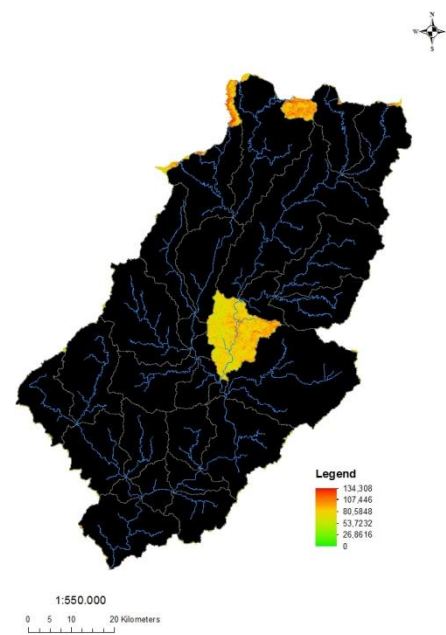 N
W E
S
Legend
134,308
107,446
80,5848
53,7232
26,8616
0
1:550.000
0 5 10 20 Kilometers